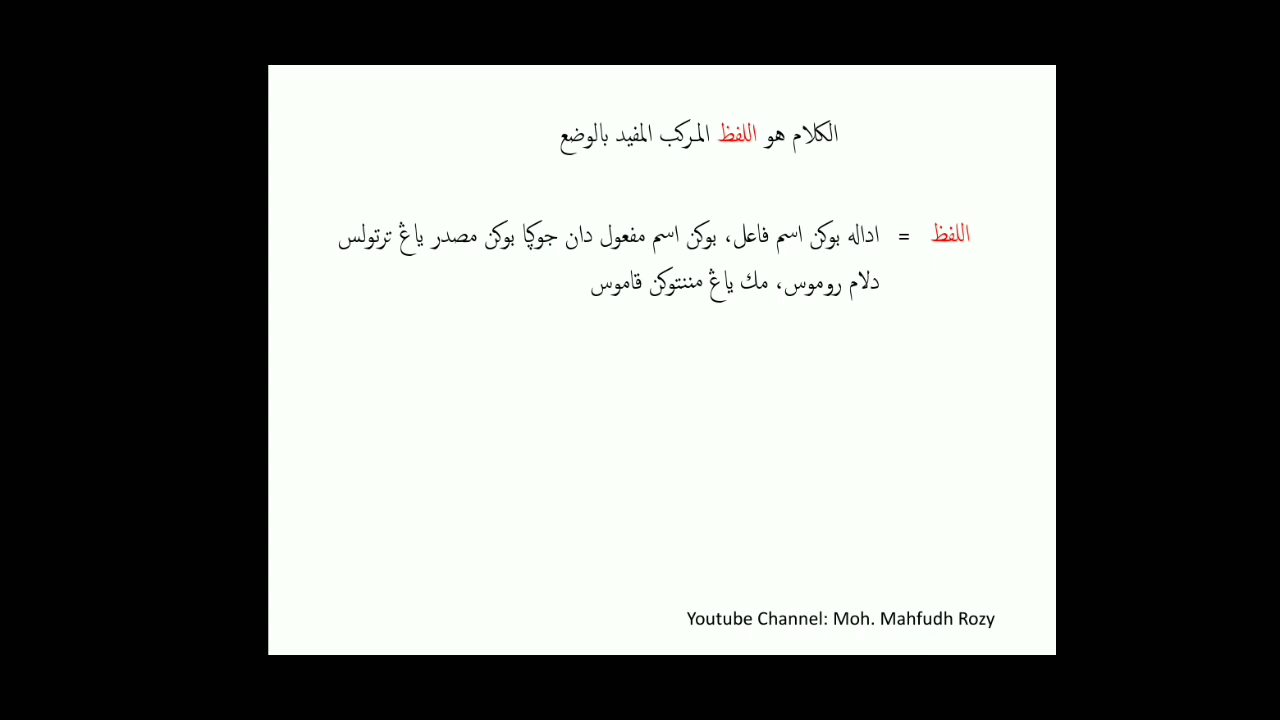 الكلام هو اللفظ المركب المفيد بالوضع
اللفظ = اداله بوكن اسم فاعل، بوكن اسم مفعول دان جوكا بوكن مصدر ياڠ ترتولس
دلام روموس، مك ياڠ مننتوكن قاموس
Youtube Channel: Moh. Mahfudh Rozy